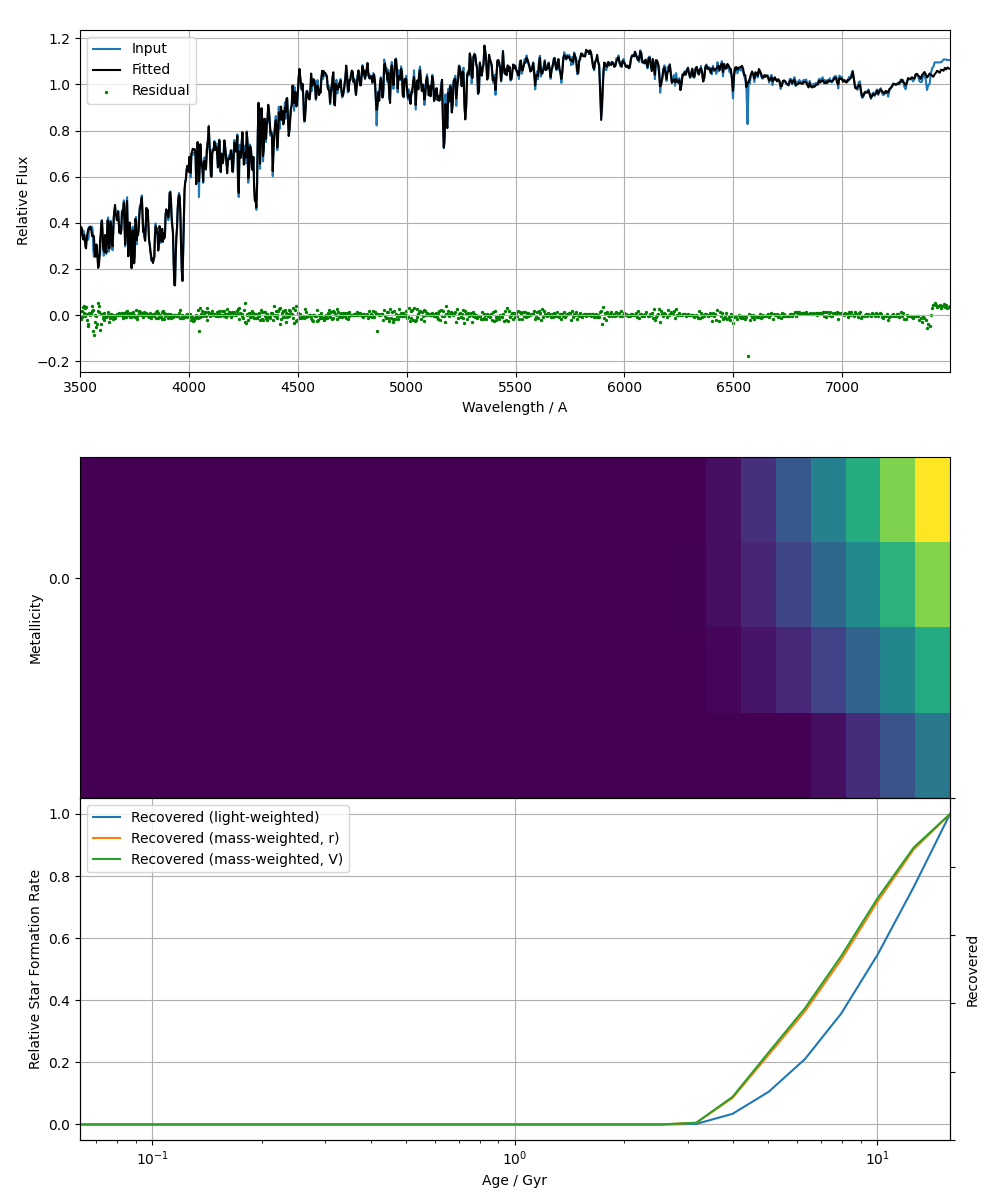 1.2
1.0
0.8
0.6
0.4
0.2
0.0
−0.2
Relative Flux
Input
Fitted
Residual
3500
4000
4500
5000
5500
6000
6500
7000
Wavelength / A
0.0
Metallicity
1.0
0.8
0.6
0.4
0.2
0.0
Relative Star Formation Rate
Recovered (light-weighted)
Recovered (mass-weighted, r)
Recovered (mass-weighted, V)
Recovered
10⁻¹
10⁰
10¹
Age / Gyr